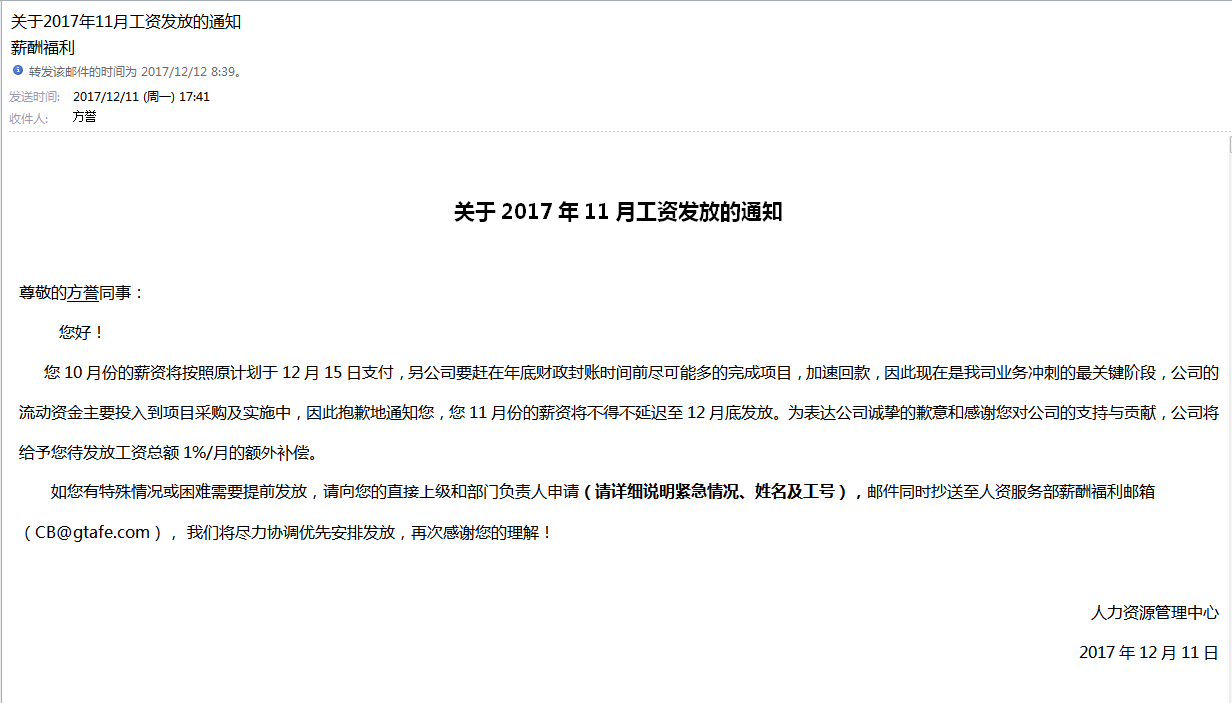 关于2017年11月工资发放的通知
薪酬福利
转发该邮件的时间为 2017/12/12 8:39。
发送时间: 2017/12/11 (周一) 17:41
收件人: 方誉
关于 2017 年 11 月工资发放的通知
尊敬的方誉同事：
您好！
您 10 月份的薪资将按照原计划于 12 月 15 日支付，另公司要赶在年底财政封账时间前尽可能多的完成项目，加速回款，因此现在是我司业务冲刺的最关键阶段，公司的
流动资金主要投入到项目采购及实施中，因此抱歉地通知您，您 11 月份的薪资将不得不延迟至 12 月底发放。为表达公司诚挚的歉意和感谢您对公司的支持与贡献，公司将
给予您待发放工资总额 1%/月的额外补偿。
如您有特殊情况或困难需要提前发放，请向您的直接上级和部门负责人申请（请详细说明紧急情况、姓名及工号），邮件同时抄送至人资服务部薪酬福利邮箱
（CB@gtafe.com），我们将尽力协调优先安排发放，再次感谢您的理解！
人力资源管理中心
2017 年 12 月 11 日